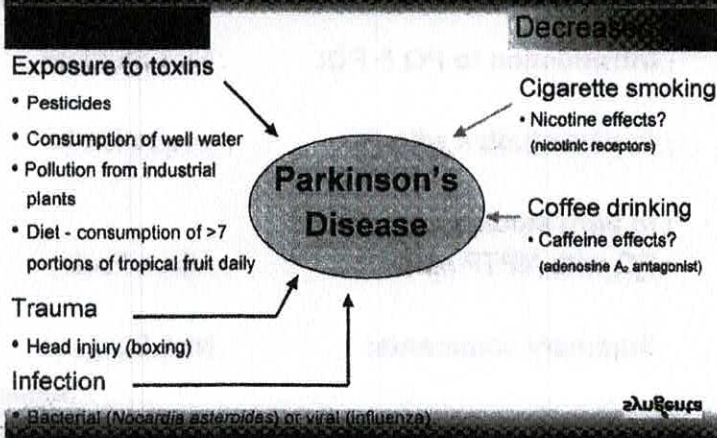 Decrease
Exposure to toxins
• Pesticides
• Consumption of well water
• Pollution from industrial
plants
• Diet - consumption of >7
portions of tropical fruit daily
Trauma
• Head injury (boxing)
Infection
• Bacterial (Nocardia asteroides) or viral (influenza)
Parkinson's
Disease
Cigarette smoking
• Nicotine effects?
(nicotinic receptors)
Coffee drinking
• Caffeine effects?
(adenosine A₂ antagonist)
syngenta